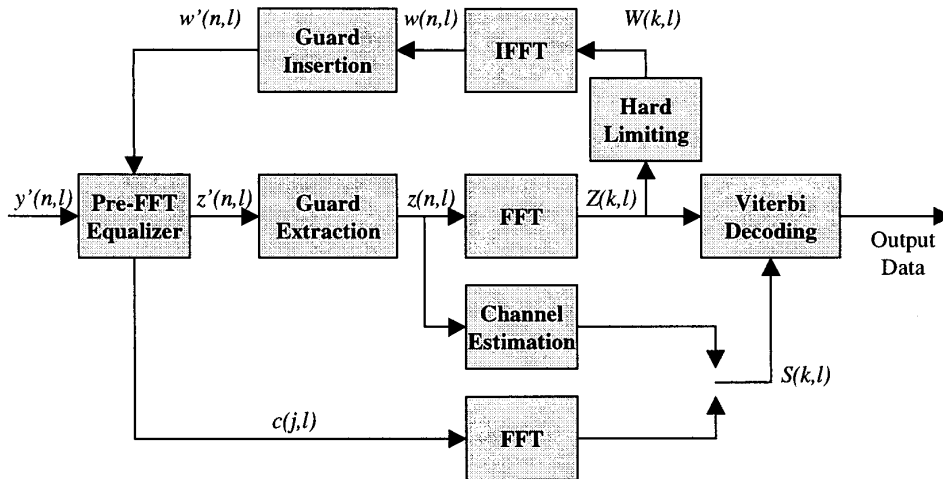 w'(n,l)
w(n,l)
W(k,l)
Guard
Insertion
IFFT
Hard
Limiting
y'(n,l)
Pre-FFT
Equalizer
z'(n,l)
Guard
Extraction
z(n,l)
FFT
Z(k,l)
Viterbi
Decoding
Output
Data
Channel
Estimation
S(k,l)
c(j,l)
FFT